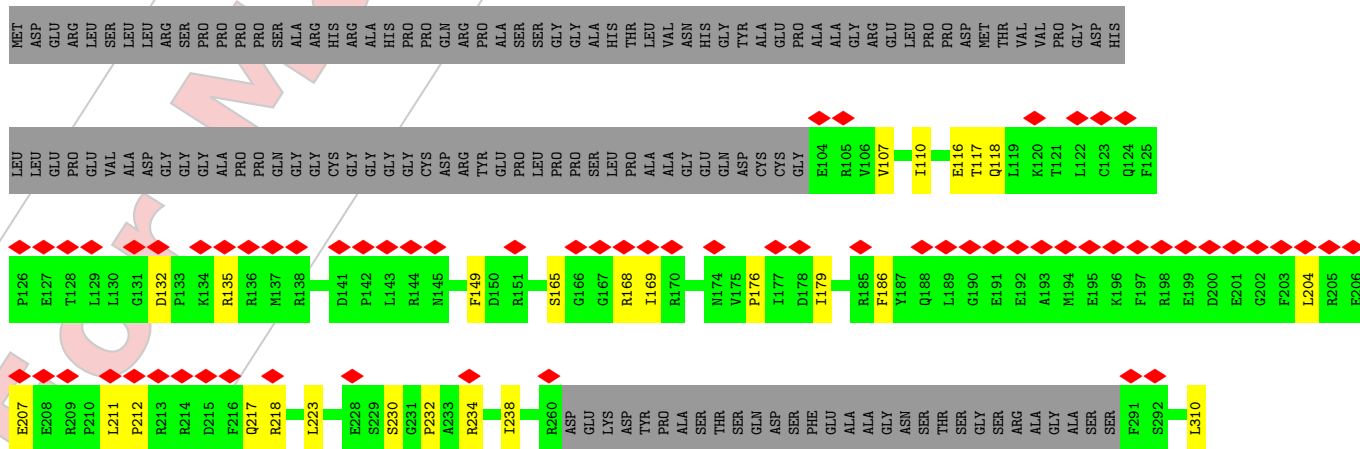 MET ASP GLU ARG LEU SER LEU LEU ARG SER PRO PRO PRO PRO SER ALA ARG HIS ARG ALA HIS PRO PRO GLN ARG PRO ALA SER SER GLY GLY ALA HIS THR LEU VAL ASN HIS GLY TYR ALA GLU PRO ALA ALA GLY ARG GLU LEU PRO PRO ASP MET THR VAL VAL PRO GLY ASP HIS
LEU LEU GLU PRO GLU VAL ALA ASP GLY GLY GLY ALA PRO PRO GLN GLY GLY CYS GLY GLY GLY GLY CYS ASP ARG TYR GLU PRO LEU PRO PRO SER LEU PRO ALA ALA GLY GLU GLN ASP CYS CYS GLY E104 R105 V106 V107 I110 E116 T117 Q118 L119 K120 T121 L122 C123 Q124 F125
P126 E127 T128 L129 L130 G131 D132 P133 K134 R135 R136 M137 R138 D141 P142 L143 R144 N145 F149 D150 R151 S165 G166 G167 R168 I169 R170 N174 V175 P176 I177 D178 I179 R185 F186 Y187 Q188 L189 G190 E191 E192 A193 M194 E195 K196 F197 R198 E199 D200 E201 G202 F203 L204 R205 E206
E207 E208 R209 P210 L211 P212 R213 R214 D215 F216 Q217 R218 L223 E228 S229 S230 G231 P232 A233 R234 I238 R260 ASP GLU LYS ASP TYR PRO ALA SER THR SER GLN ASP SER PHE GLU ALA ALA GLY ASN SER THR SER GLY SER ARG ALA GLY ALA SER SER F291 S292 L310